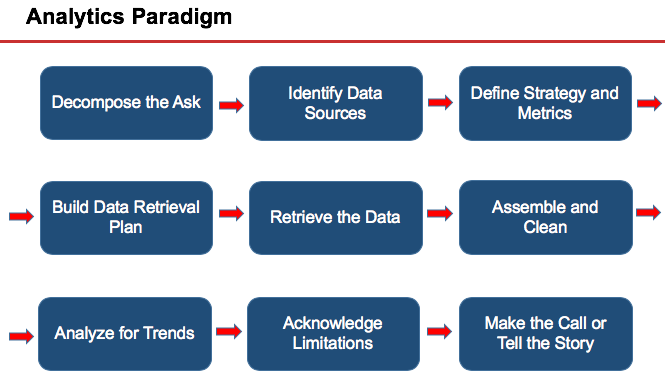 Analytics Paradigm
Decompose the Ask
Identify Data
Sources
Define Strategy and
Metrics
Build Data Retrieval
Plan
Retrieve the Data
Assemble and
Clean
Analyze for Trends
Acknowledge
Limitations
Make the Call or
Tell the Story